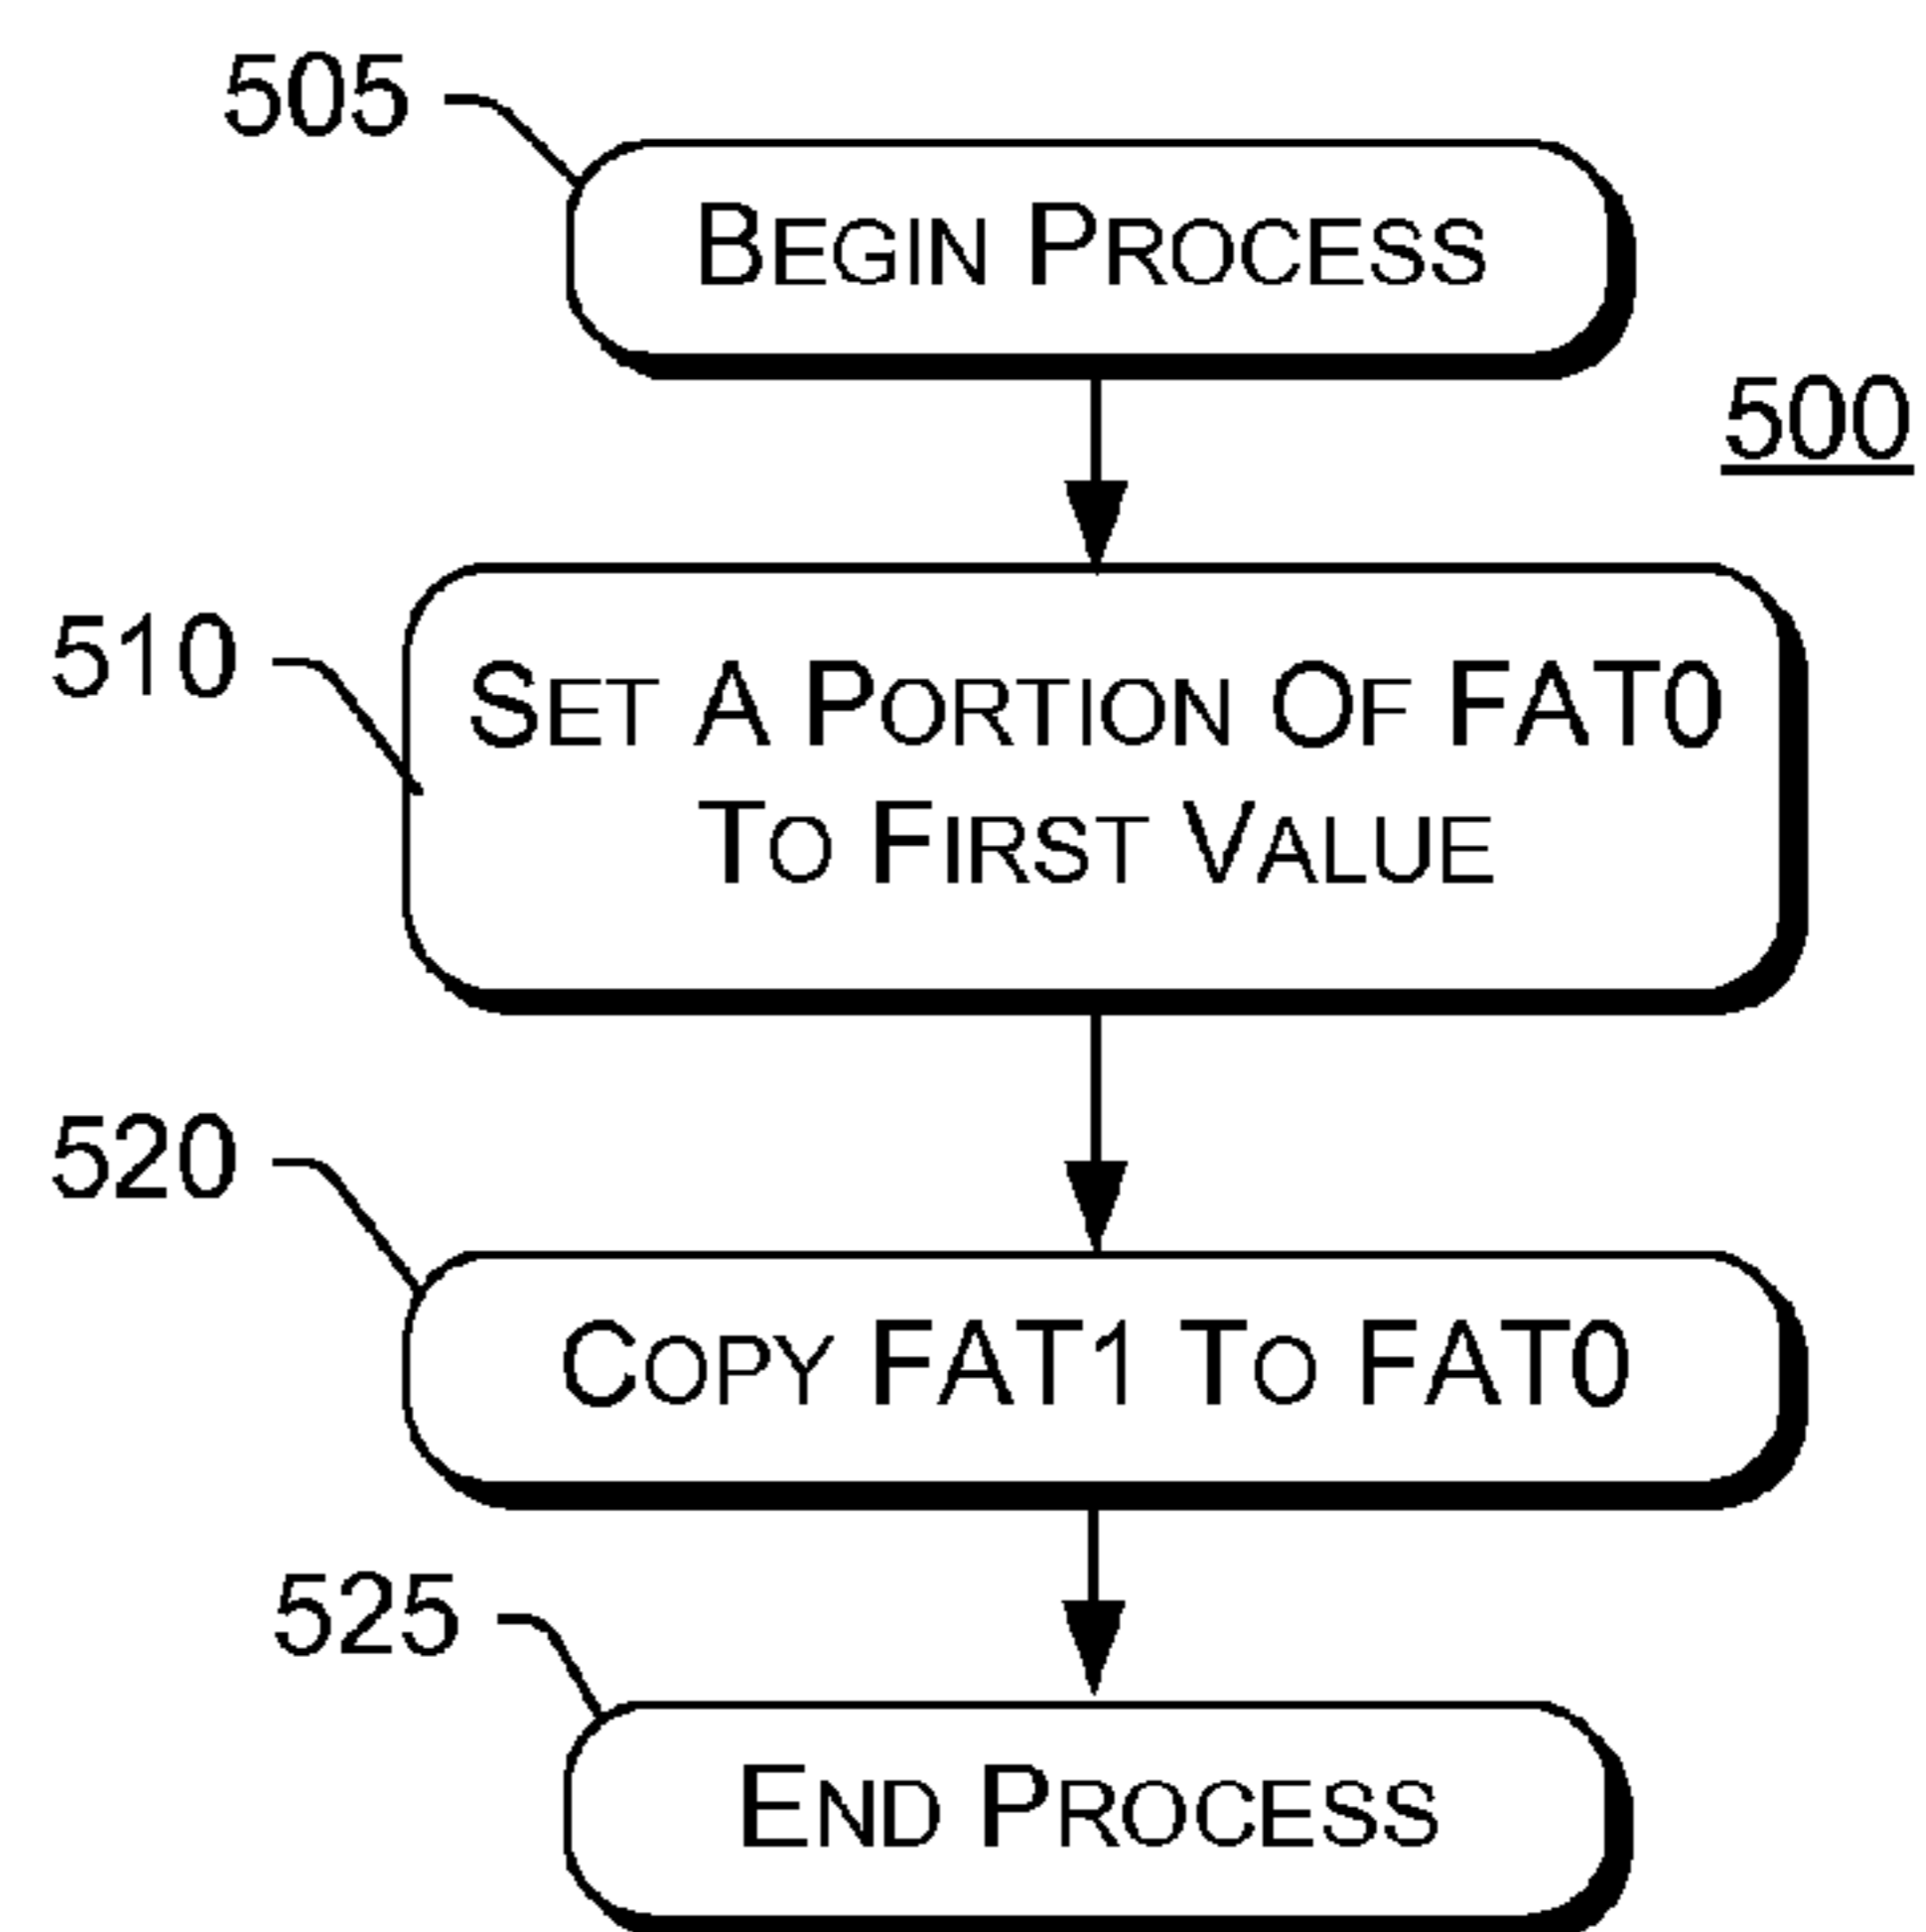 505
BEGIN PROCESS
500
510
SET A PORTION OF FAT0
TO FIRST VALUE
520
COPY FAT1 TO FAT0
525
END PROCESS